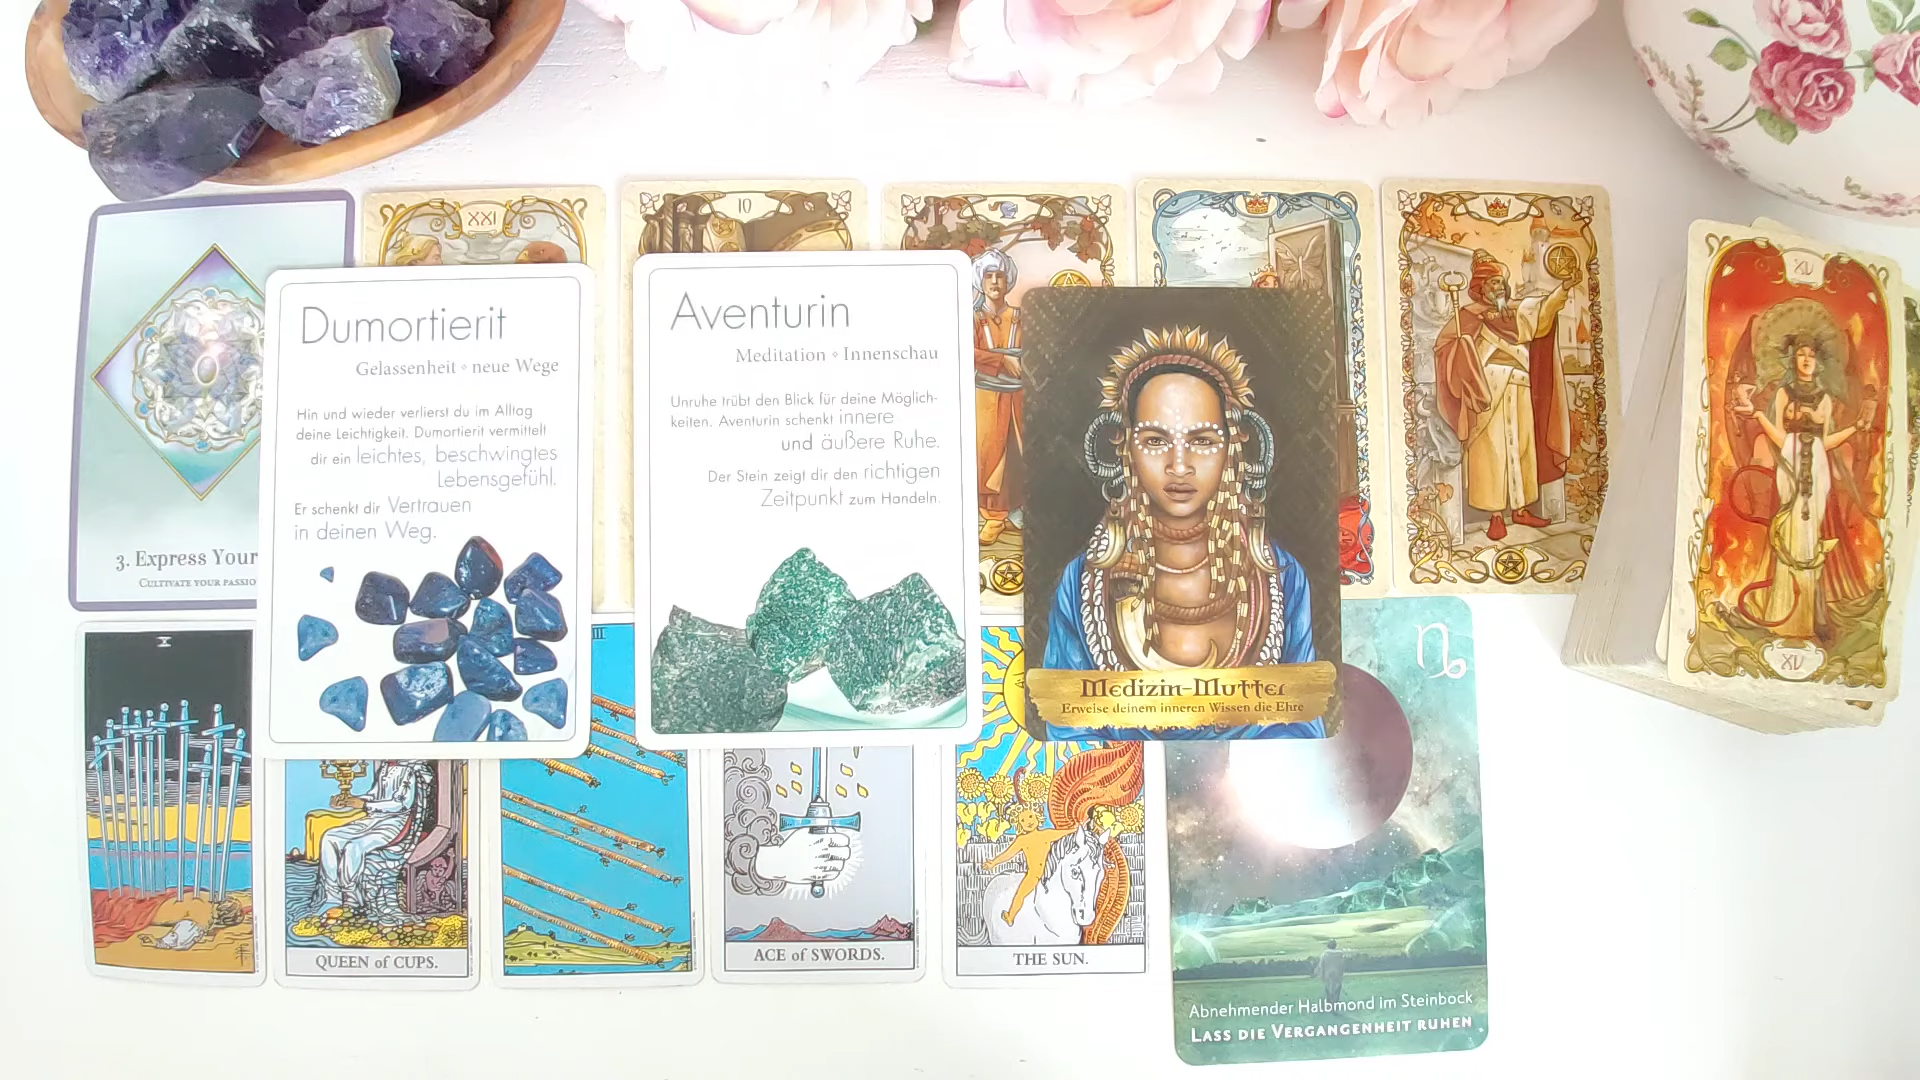 XXI
10
XV
XV
3. Express Your
CULTIVATE YOUR PASSIO
Dumortierit
Gelassenheit ⋄ neue Wege
Hin und wieder verlierst du im Alltag
deine Leichtigkeit. Dumortierit vermittelt
dir ein leichtes, beschwingtes
Lebensgefühl.
Er schenkt dir Vertrauen
in deinen Weg.
Aventurin
Meditation ⋄ Innenschau
Unruhe trübt den Blick für deine Möglich-
keiten. Aventurin schenkt innere
und äußere Ruhe.
Der Stein zeigt dir den richtigen
Zeitpunkt zum Handeln.
Medizin-Mutter
Erweise deinem inneren Wissen die Ehre
X
III
QUEEN of CUPS.
ACE of SWORDS.
THE SUN.
Abnehmender Halbmond im Steinbock
LASS DIE VERGANGENHEIT RUHEN